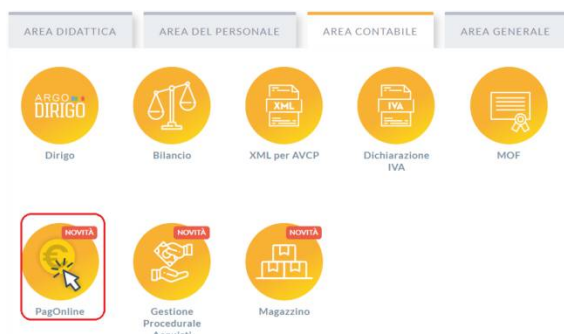 AREA DIDATTICA AREA DEL PERSONALE AREA CONTABILE AREA GENERALE
ARGO
DIRIGO
XML
IVA
Dirigo Bilancio XML per AVCP Dichiarazione MOF
IVA
NOVITÀ NOVITÀ NOVITÀ
€
PagOnline Gestione Magazzino
Procedurale